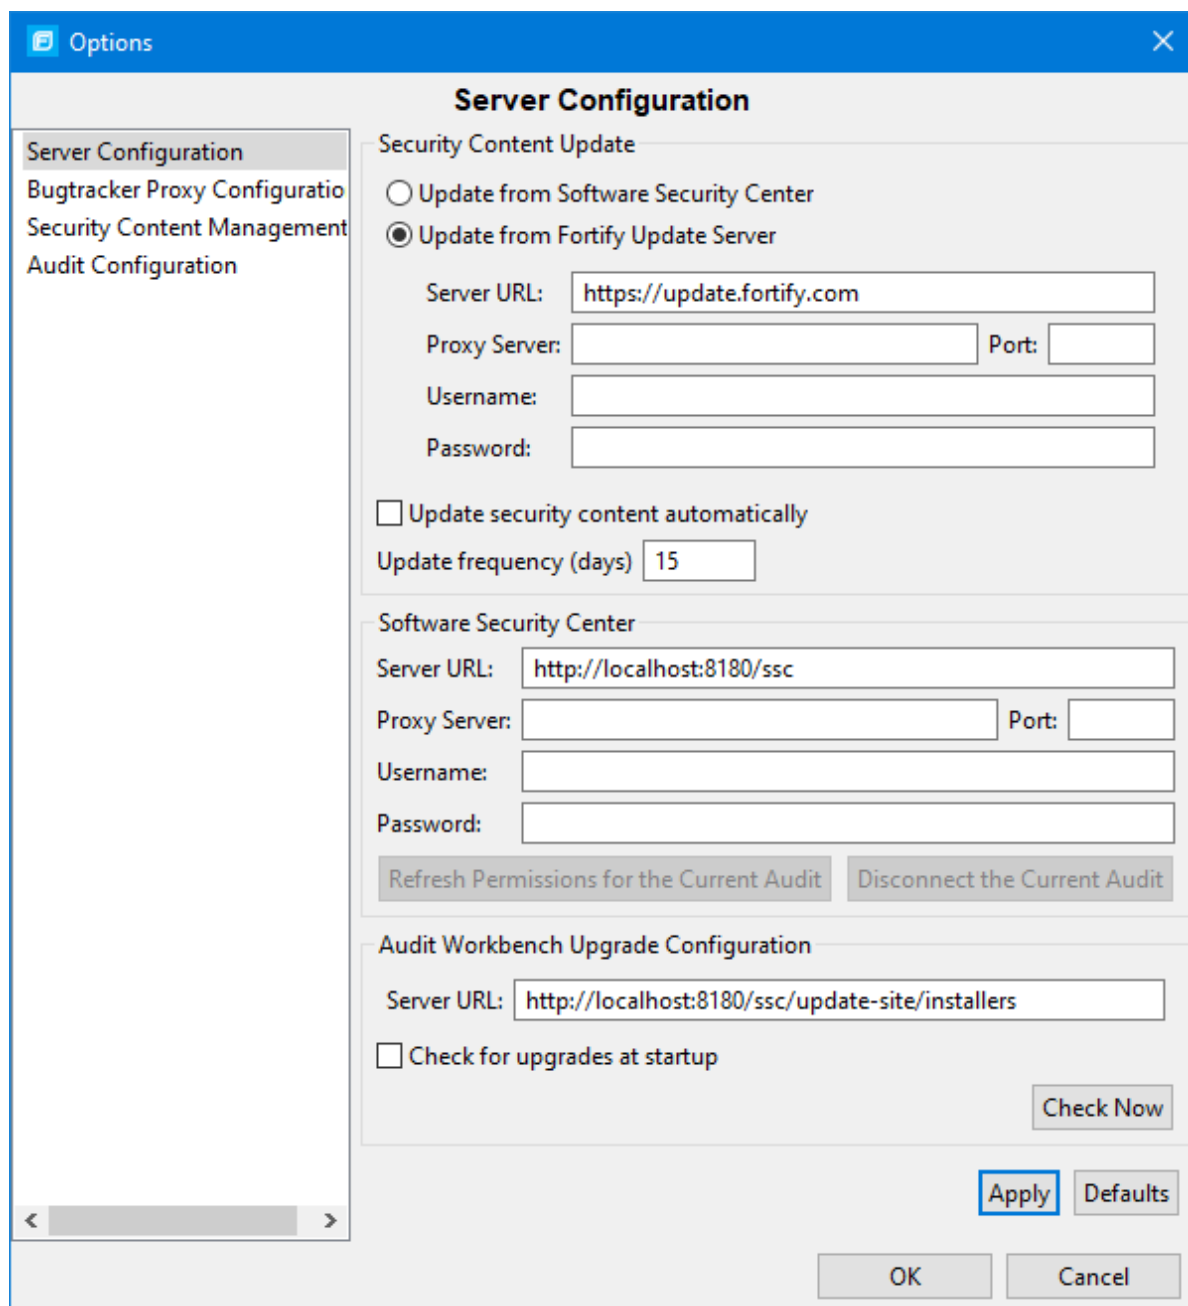 Options
Server Configuration
Server Configuration
Bugtracker Proxy Configuratio
Security Content Management
Audit Configuration
Security Content Update
Update from Software Security Center
Update from Fortify Update Server
Server URL: https://update.fortify.com
Proxy Server: Port:
Username:
Password:
Update security content automatically
Update frequency (days) 15
Software Security Center
Server URL: http://localhost:8180/ssc
Proxy Server: Port:
Username:
Password:
Refresh Permissions for the Current Audit Disconnect the Current Audit
Audit Workbench Upgrade Configuration
Server URL: http://localhost:8180/ssc/update-site/installers
Check for upgrades at startup
Check Now
Apply Defaults
OK Cancel